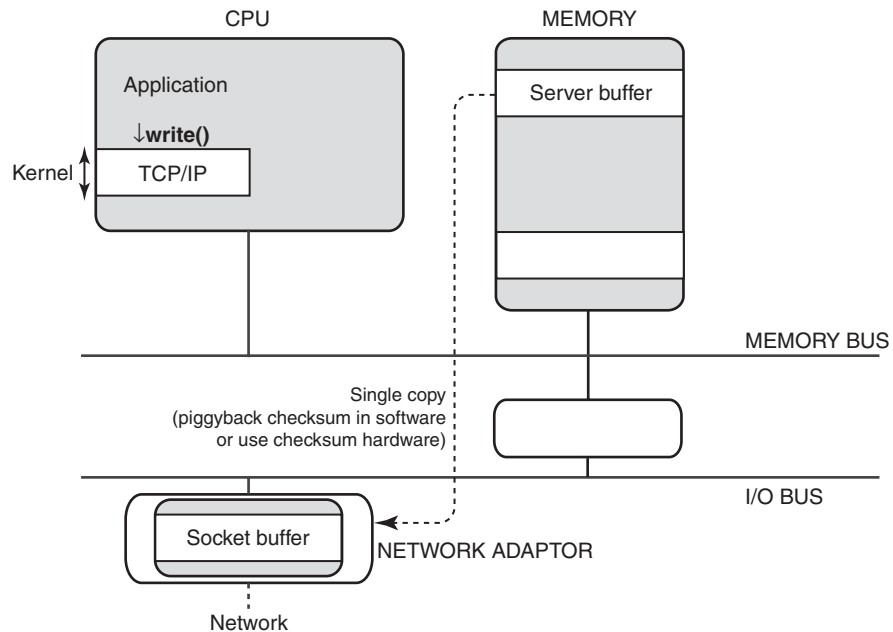 CPU
MEMORY
Application
Server buffer
↓write()
Kernel
TCP/IP
MEMORY BUS
Single copy
(piggyback checksum in software
or use checksum hardware)
I/O BUS
Socket buffer
NETWORK ADAPTOR
Network